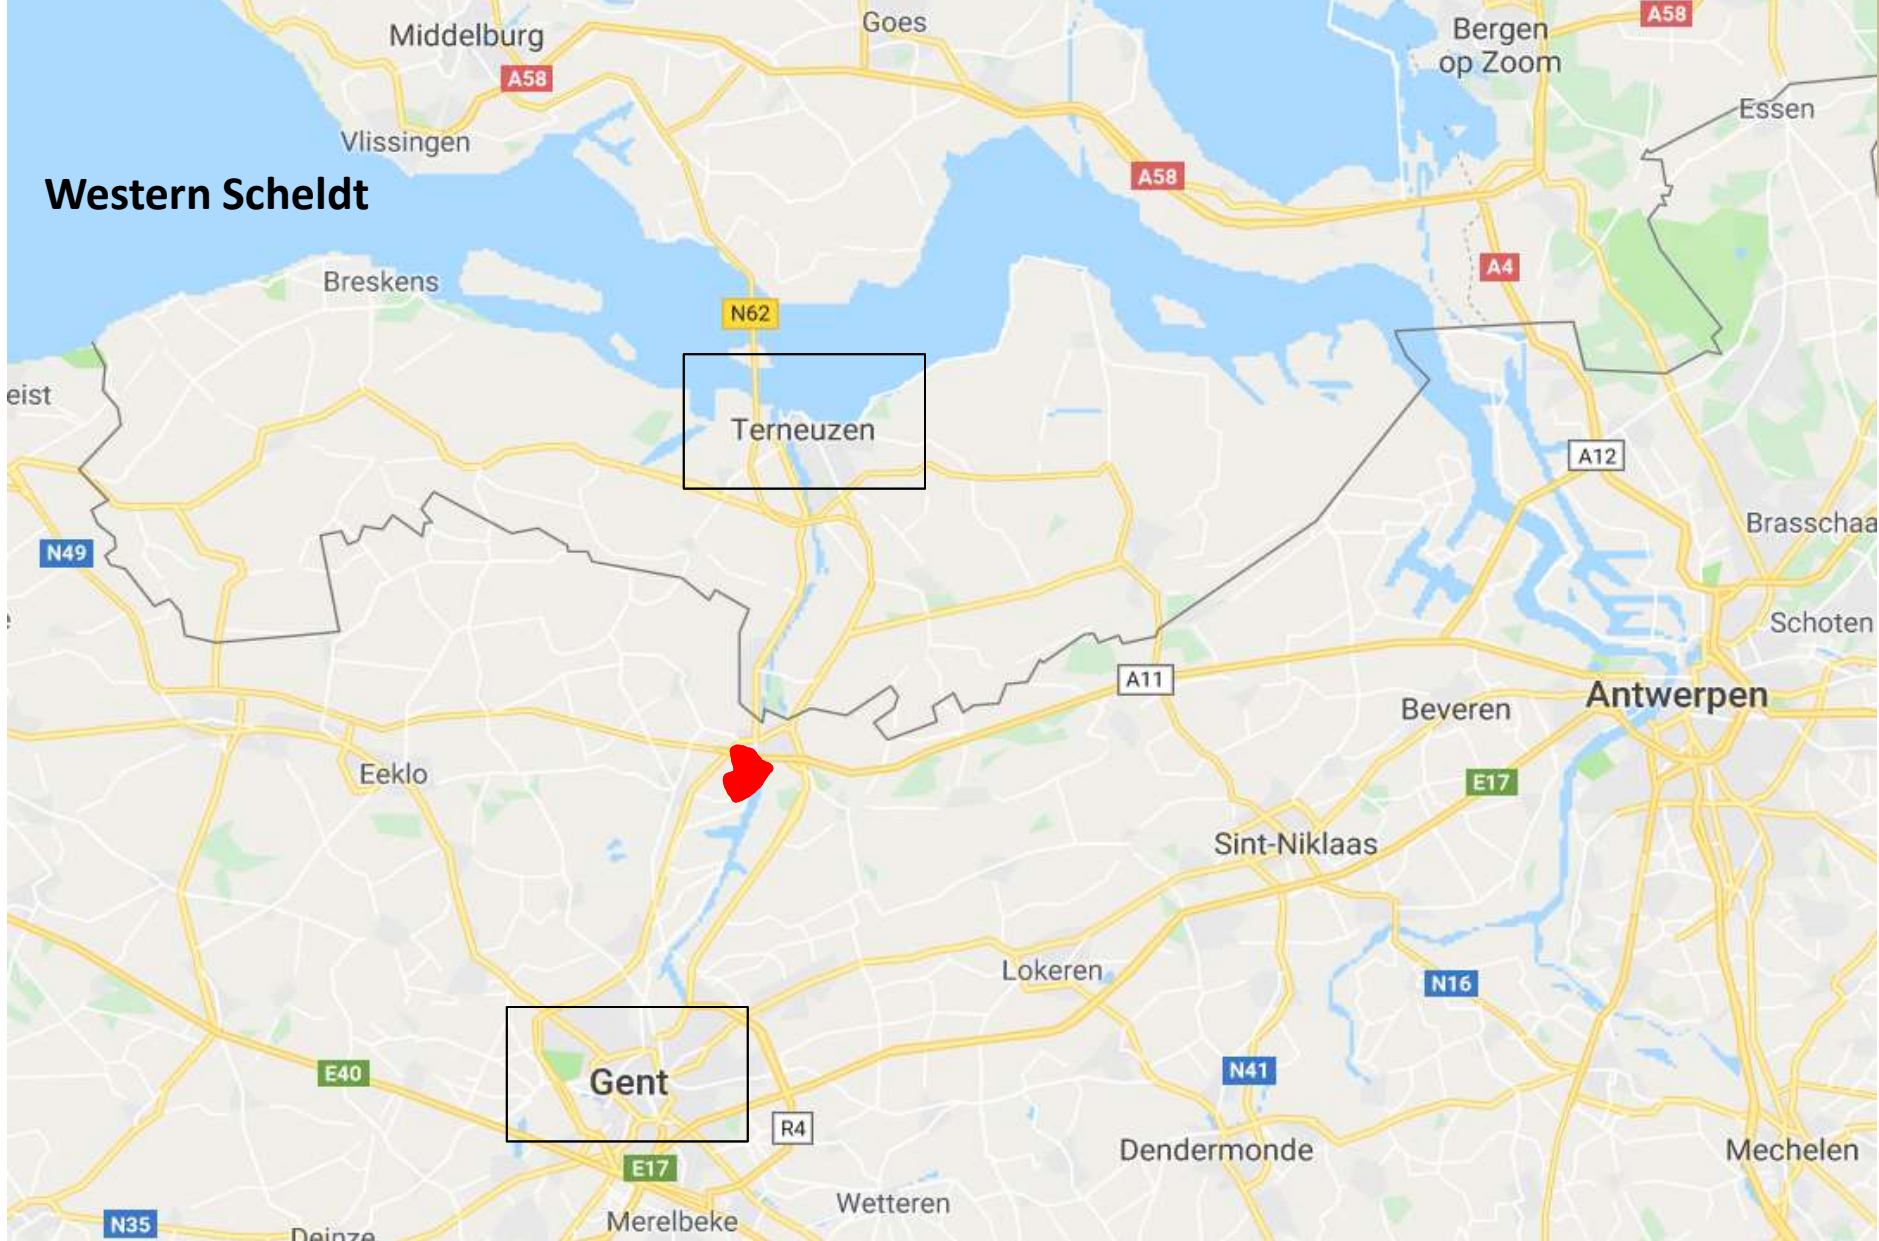 Middelburg
Goes
A58
Bergen
op Zoom
A58
Essen
Vlissingen
A58
Western Scheldt
A4
Breskens
N62
eist
Terneuzen
A12
Brasschaa
N49
Schoten
A11
Antwerpen
Beveren
Eeklo
E17
Sint-Niklaas
Lokeren
N16
E40
Gent
N41
R4
Dendermonde
Mechelen
E17
Wetteren
N35
Merelbeke
Deinze